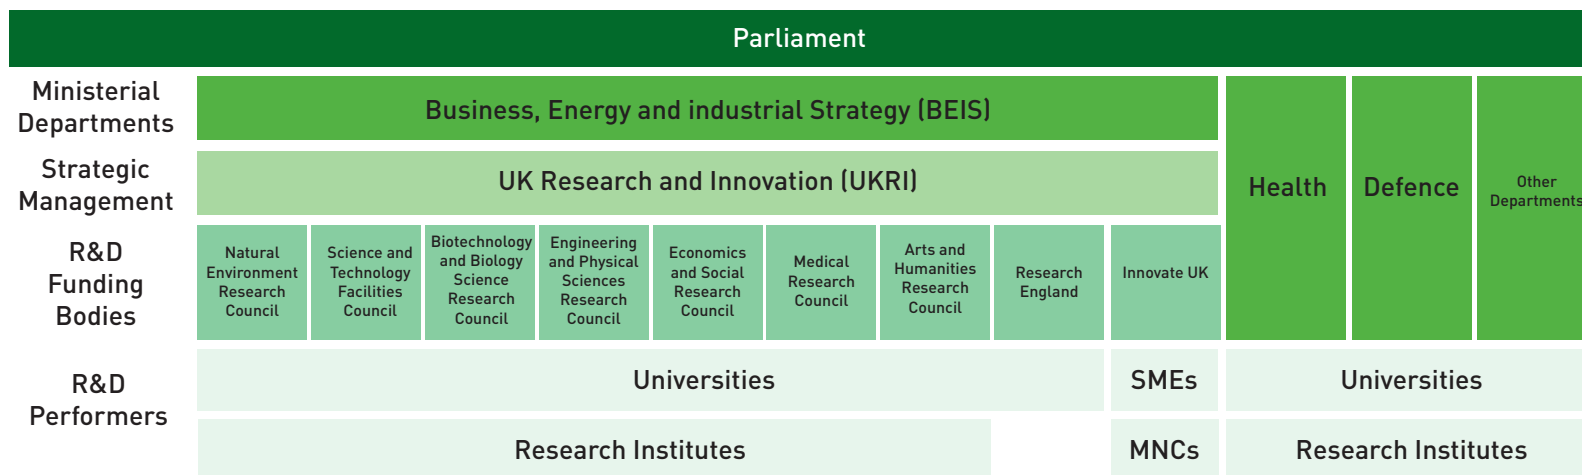 Parliament
Ministerial
Departments
Business, Energy and industrial Strategy (BEIS)
Strategic
Management
UK Research and Innovation (UKRI)
Health
Defence
Other
Departments
R&D
Funding
Bodies
Natural
Environment
Research
Council
Science and
Technology
Facilities
Council
Biotechnology
and Biology
Science
Research
Council
Engineering
and Physical
Sciences
Research
Council
Economics
and Social
Research
Council
Medical
Research
Council
Arts and
Humanities
Research
Council
Research
England
Innovate UK
R&D
Performers
Universities
SMEs
Universities
Research Institutes
MNCs
Research Institutes